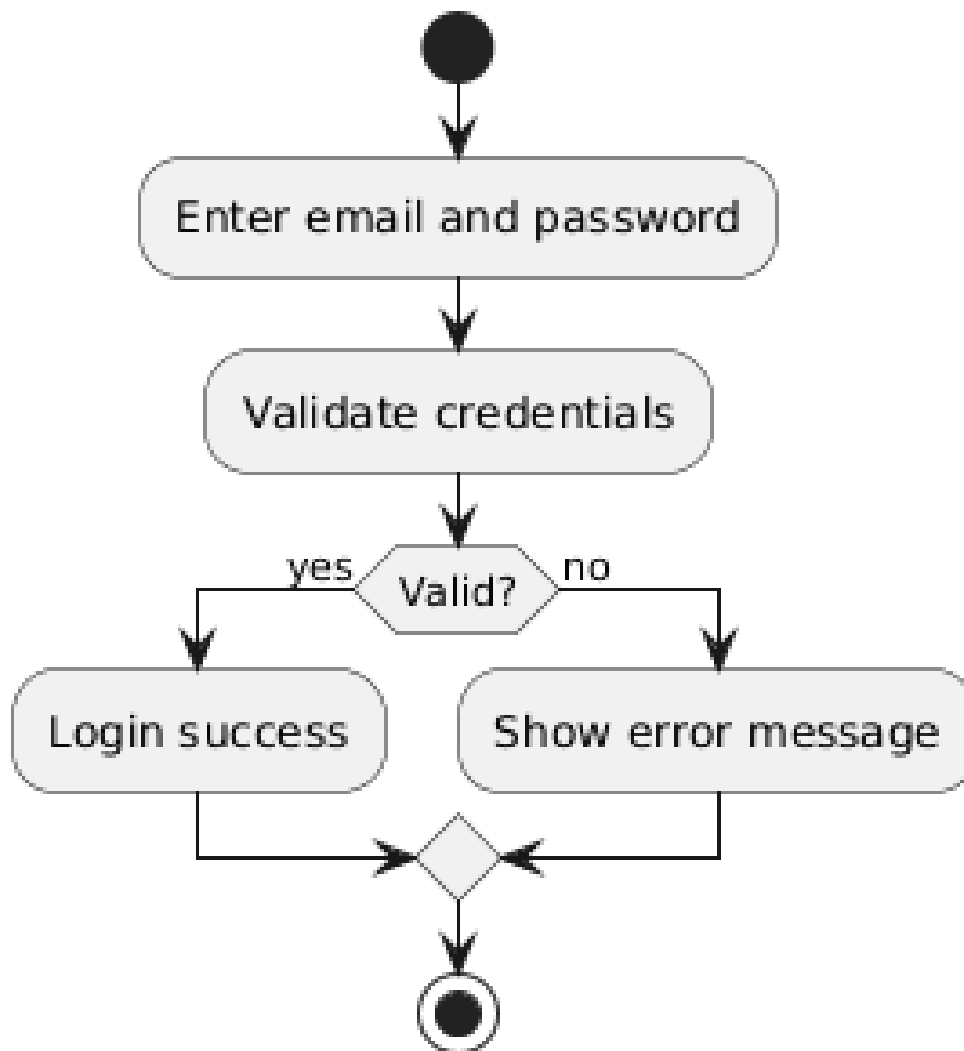 Enter email and password
Validate credentials
yes
Valid?
no
Login success
Show error message